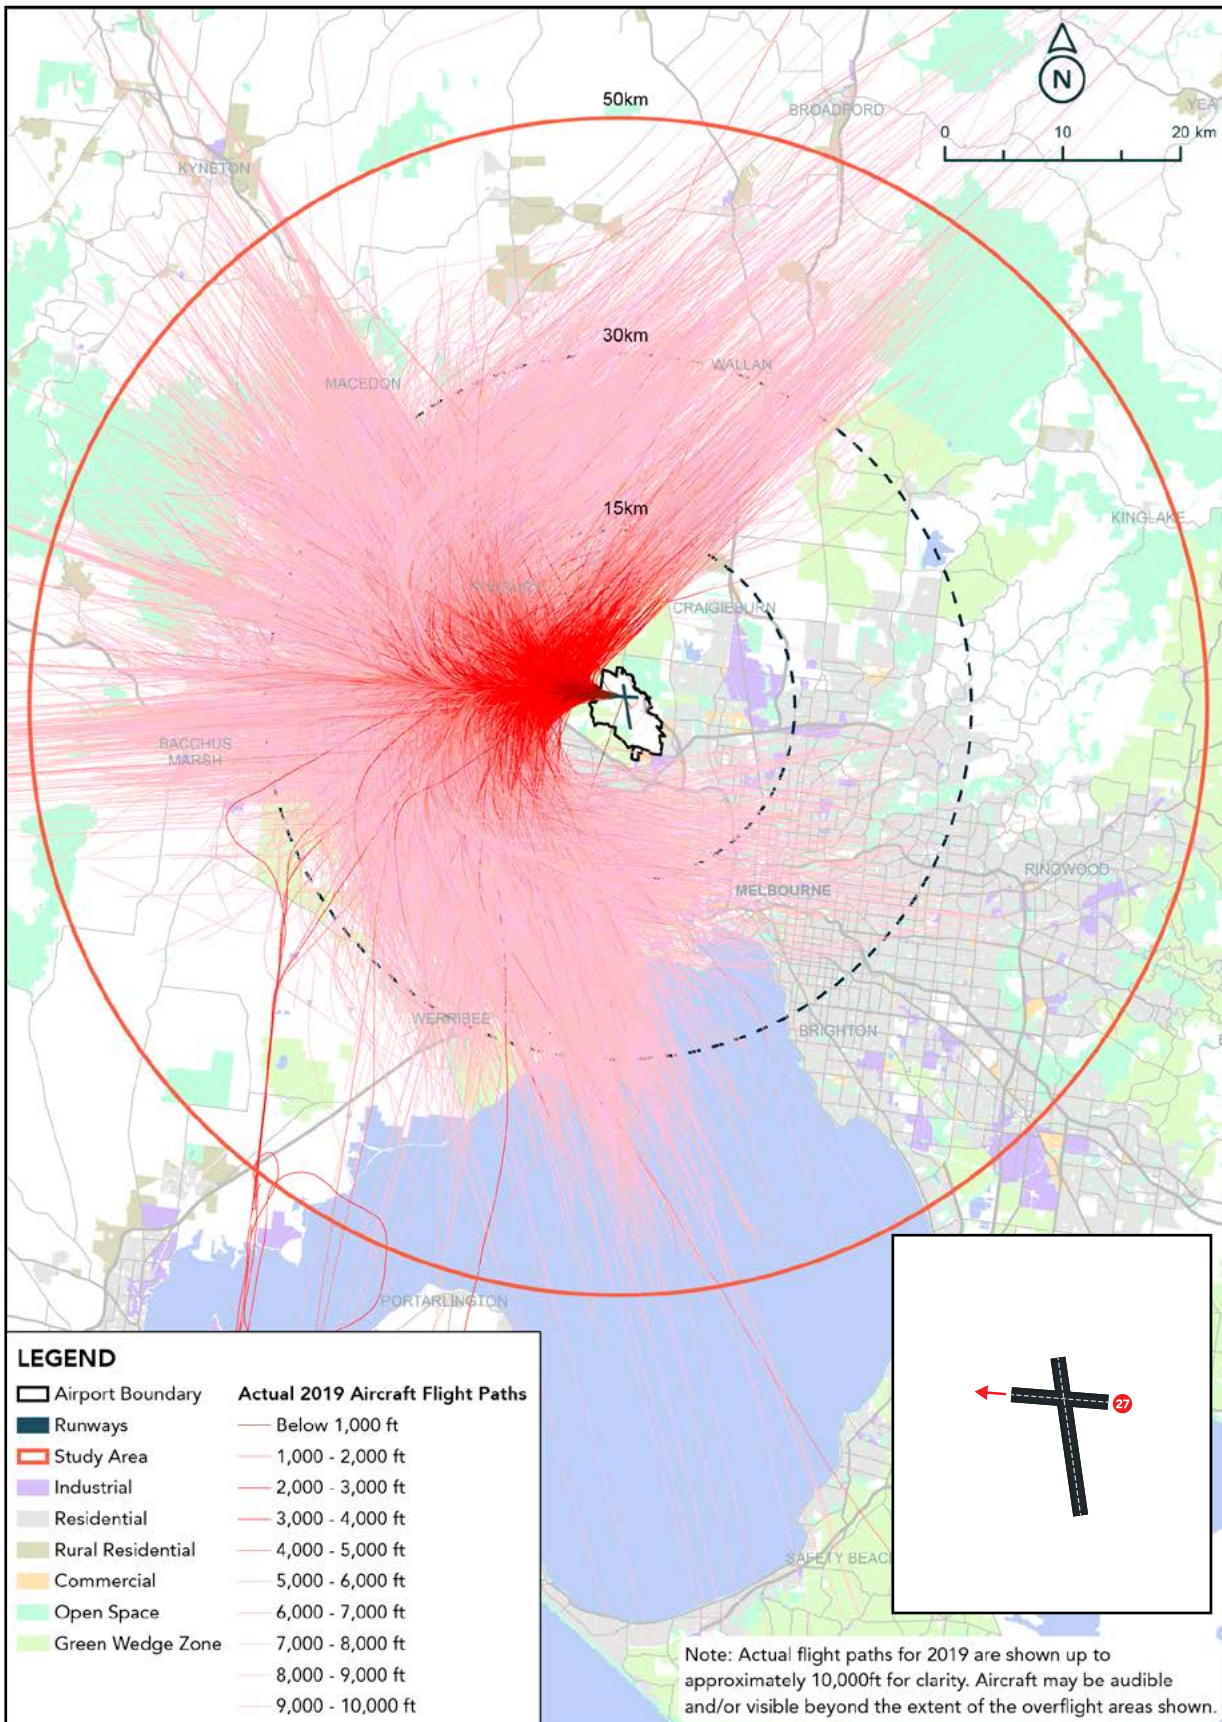 50km
BROADFORD
N
YEA
0 10 20 km
KYNETON
30km
WALLAN
MACEDON
15km
KINGLAKE
SUNBURY
CRAIGIEBURN
BACCHUS
MARSH
RINGWOOD
MELBOURNE
WERRIBEE
BRIGHTON
PORTARLINGTON
SAFETY BEAC
27
LEGEND
Airport Boundary
Runways
Study Area
Industrial
Residential
Rural Residential
Commercial
Open Space
Green Wedge Zone
Actual 2019 Aircraft Flight Paths
Below 1,000 ft
1,000 - 2,000 ft
2,000 - 3,000 ft
3,000 - 4,000 ft
4,000 - 5,000 ft
5,000 - 6,000 ft
6,000 - 7,000 ft
7,000 - 8,000 ft
8,000 - 9,000 ft
9,000 - 10,000 ft
Note: Actual flight paths for 2019 are shown up to
approximately 10,000ft for clarity. Aircraft may be audible
and/or visible beyond the extent of the overflight areas shown.